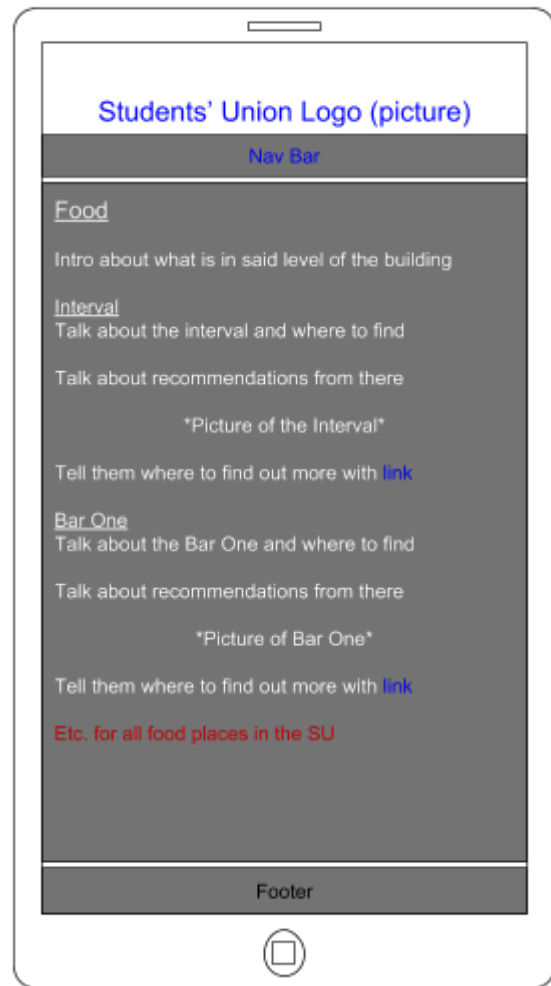 Students' Union Logo (picture)
Nav Bar
Food
Intro about what is in said level of the building
Interval
Talk about the interval and where to find
Talk about recommendations from there
*Picture of the Interval*
Tell them where to find out more with link
Bar One
Talk about the Bar One and where to find
Talk about recommendations from there
*Picture of Bar One*
Tell them where to find out more with link
Etc. for all food places in the SU
Footer